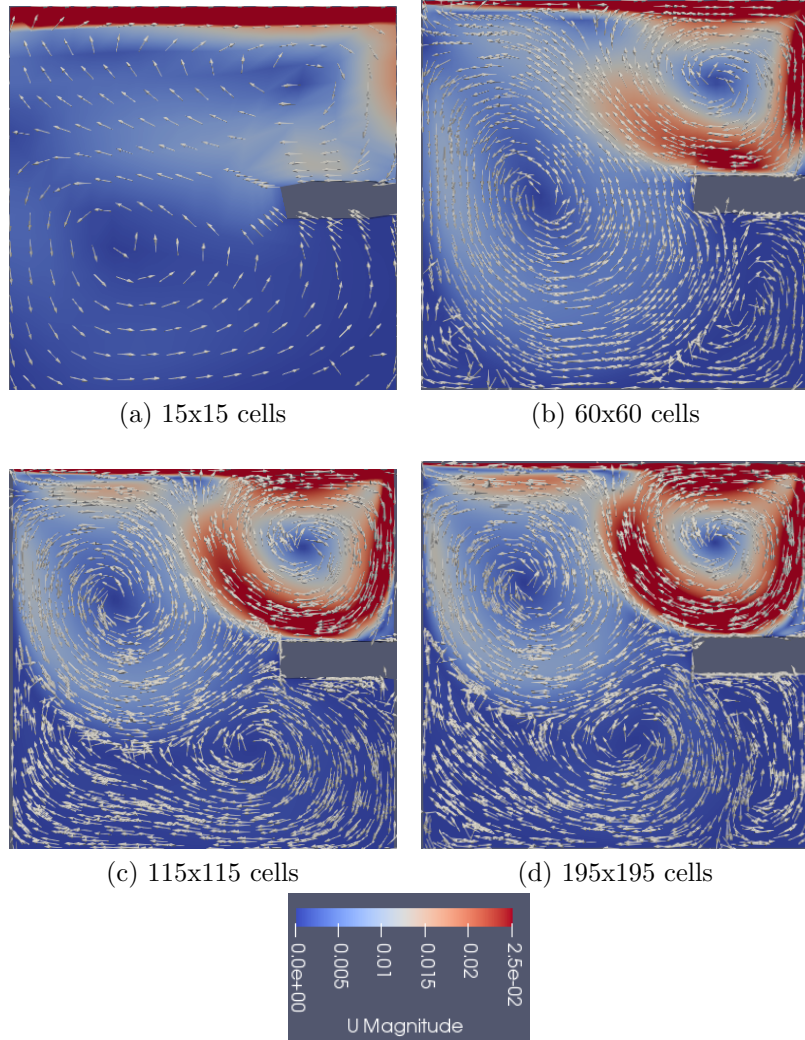 (a) 15x15 cells
(b) 60x60 cells
(c) 115x115 cells
(d) 195x195 cells
0.0e+00
0.005
0.01
0.015
0.02
2.5e-02
U Magnitude